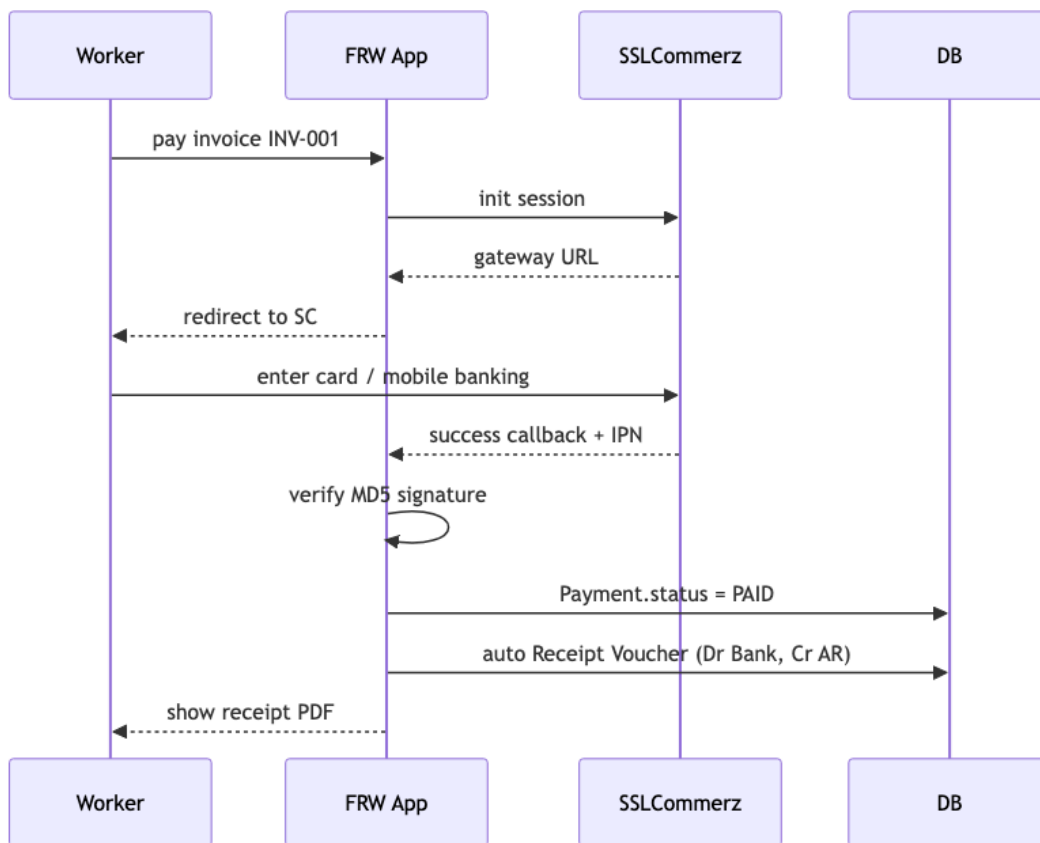 Worker
FRW App
SSLCommerz
DB
pay invoice INV-001
init session
gateway URL
redirect to SC
enter card / mobile banking
success callback + IPN
verify MD5 signature
Payment.status = PAID
auto Receipt Voucher (Dr Bank, Cr AR)
show receipt PDF
Worker
FRW App
SSLCommerz
DB